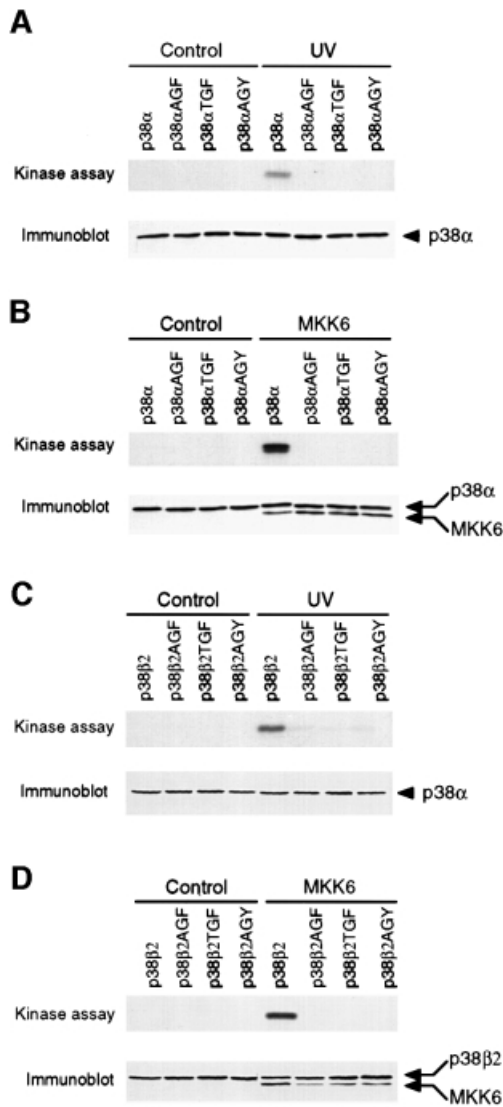 A
Control UV
p38α p38αAGF p38αTGF p38αAGY p38α p38αAGF p38αTGF p38αAGY
Kinase assay
Immunoblot p38α
B
Control MKK6
p38α p38αAGF p38αTGF p38αAGY p38α p38αAGF p38αTGF p38αAGY
Kinase assay
p38α
Immunoblot
MKK6
C
Control UV
p38β2 p38β2AGF p38β2TGF p38β2AGY p38β2 p38β2AGF p38β2TGF p38β2AGY
Kinase assay
Immunoblot p38α
D
Control MKK6
p38β2 p38β2AGF p38β2TGF p38β2AGY p38β2 p38β2AGF p38β2TGF p38β2AGY
Kinase assay
p38β2
Immunoblot
MKK6